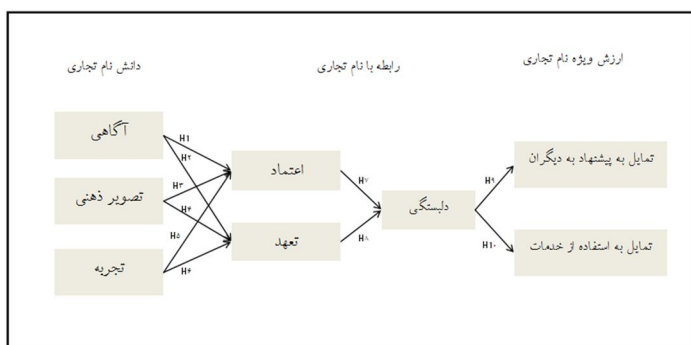 دانش نام تجاری
رابطه با نام تجاری
ارزش ویژه نام تجاری
آگاهی
تصویر ذهنی
تجربه
H۱
H۲
H۳
H۴
H۵
H۶
اعتماد
تعهد
H۷
H۸
دلبستگی
H۹
H۱۰
تمایل به پیشنهاد به دیگران
تمایل به استفاده از خدمات